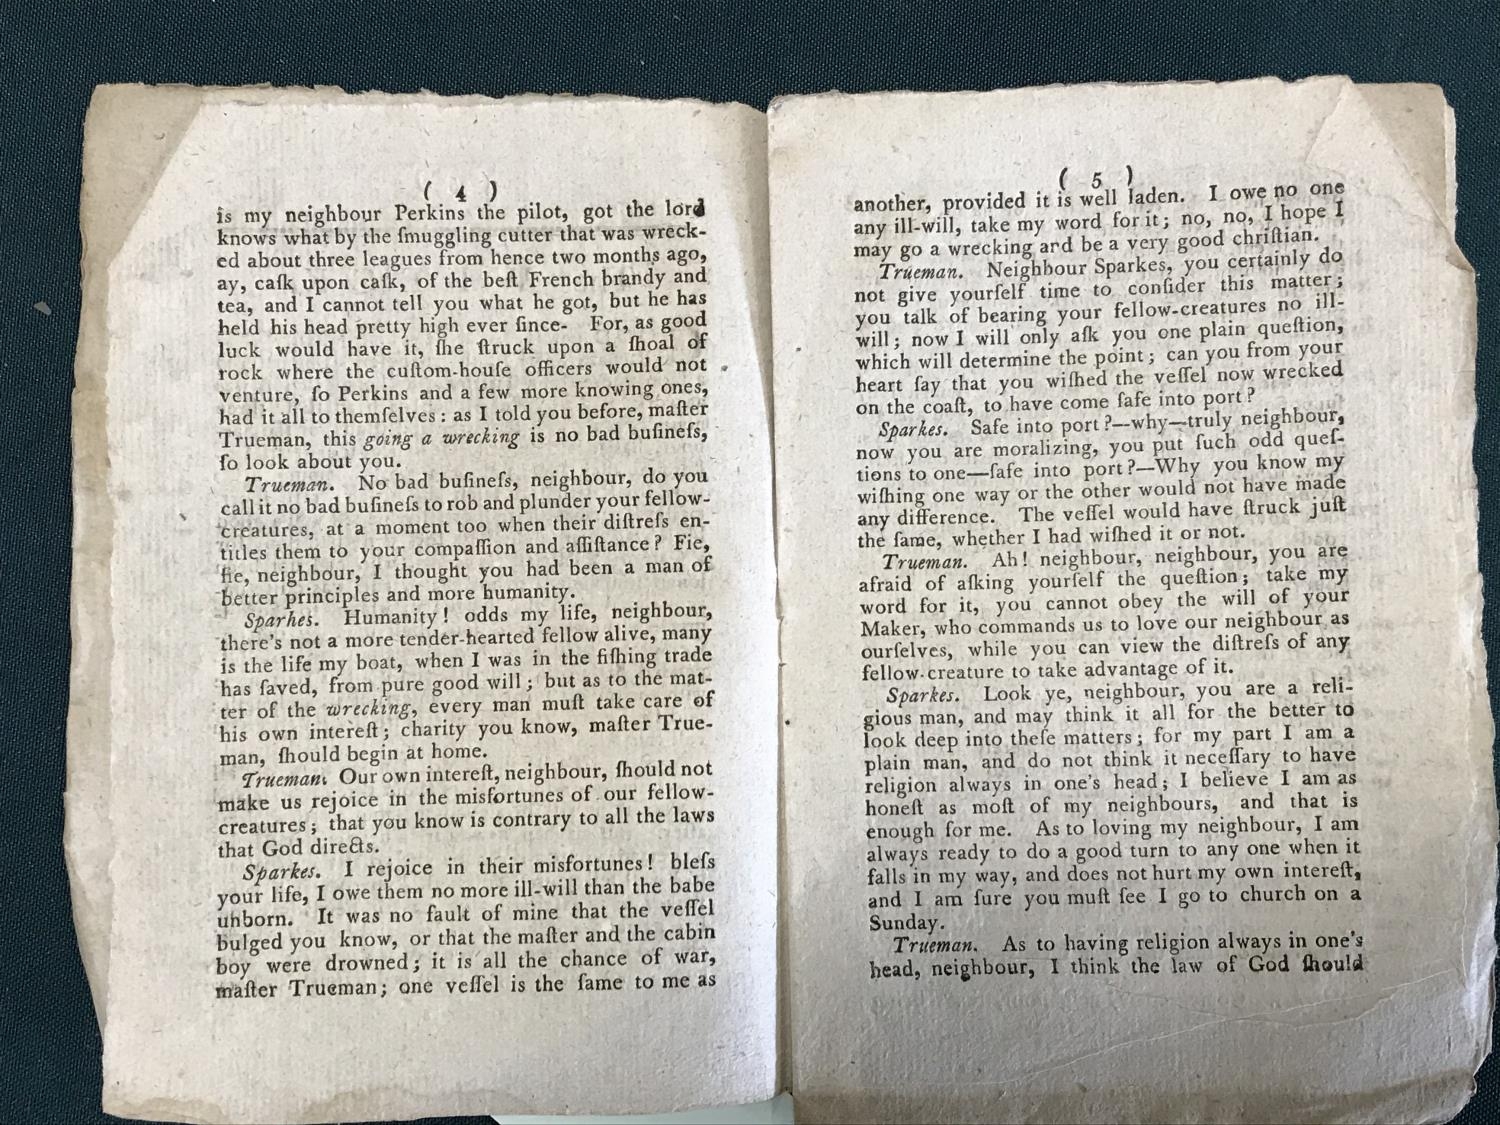 ( 4 )
is my neighbour Perkins the pilot, got the lord
knows what by the ſmuggling cutter that was wreck-
ed about three leagues from hence two months ago,
ay, caſk upon caſk, of the beſt French brandy and
tea, and I cannot tell you what he got, but he has
held his head pretty high ever ſince- For, as good
luck would have it, ſhe ſtruck upon a ſhoal of
rock where the cuſtom-houſe officers would not
venture, ſo Perkins and a few more knowing ones,
had it all to themſelves : as I told you before, maſter
Trueman, this going a wrecking is no bad buſineſs,
ſo look about you.
Trueman. No bad buſineſs, neighbour, do you
call it no bad buſineſs to rob and plunder your fellow-
creatures, at a moment too when their diſtreſs en-
titles them to your compaſſion and aſſiſtance ? Fie,
fie, neighbour, I thought you had been a man of
better principles and more humanity.
Sparhes. Humanity ! odds my life, neighbour,
there's not a more tender-hearted fellow alive, many
is the life my boat, when I was in the fiſhing trade
has ſaved, from pure good will ; but as to the mat-
ter of the wrecking, every man muſt take care of
his own intereſt ; charity you know, maſter True-
man, ſhould begin at home.
Trueman. Our own intereſt, neighbour, ſhould not
make us rejoice in the misfortunes of our fellow-
creatures ; that you know is contrary to all the laws
that God directs.
Sparkes. I rejoice in their misfortunes ! bleſs
your life, I owe them no more ill-will than the babe
unborn. It was no fault of mine that the veſſel
bulged you know, or that the maſter and the cabin
boy were drowned ; it is all the chance of war,
maſter Trueman ; one veſſel is the ſame to me as
( 5 )
another, provided it is well laden. I owe no one
any ill-will, take my word for it ; no, no, I hope I
may go a wrecking ard be a very good chriſtian.
Trueman. Neighbour Sparkes, you certainly do
not give yourſelf time to conſider this matter ;
you talk of bearing your fellow-creatures no ill-
will ; now I will only aſk you one plain queſtion,
which will determine the point ; can you from your
heart ſay that you wiſhed the veſſel now wrecked
on the coaſt, to have come ſafe into port ?
Sparkes. Safe into port ?—why—truly neighbour,
now you are moralizing, you put ſuch odd queſ-
tions to one—ſafe into port ?—Why you know my
wiſhing one way or the other would not have made
any difference. The veſſel would have ſtruck juſt
the ſame, whether I had wiſhed it or not.
Trueman. Ah ! neighbour, neighbour, you are
afraid of aſking yourſelf the queſtion ; take my
word for it, you cannot obey the will of your
Maker, who commands us to love our neighbour as
ourſelves, while you can view the diſtreſs of any
fellow-creature to take advantage of it.
Sparkes. Look ye, neighbour, you are a reli-
gious man, and may think it all for the better to
look deep into theſe matters ; for my part I am a
plain man, and do not think it neceſſary to have
religion always in one's head ; I believe I am as
honeſt as moſt of my neighbours, and that is
enough for me. As to loving my neighbour, I am
always ready to do a good turn to any one when it
falls in my way, and does not hurt my own intereſt,
and I am ſure you muſt ſee I go to church on a
Sunday.
Trueman. As to having religion always in one's
head, neighbour, I think the law of God ſhould